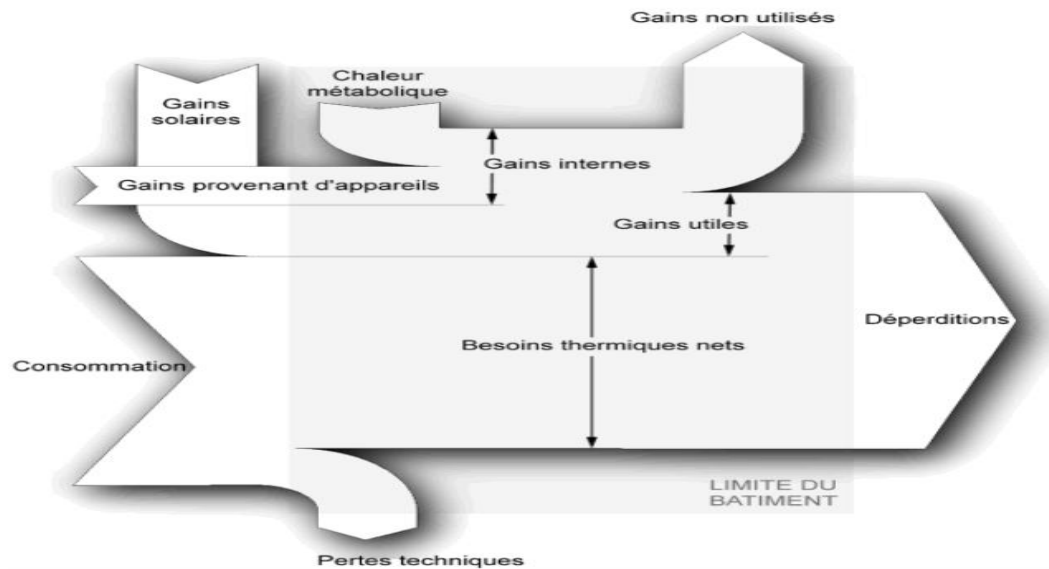 Gains non utilisés
Chaleur
métabolique
Gains
solaires
Gains internes
Gains provenant d'appareils
Gains utiles
Déperditions
Besoins thermiques nets
Consommation
LIMITE DU
BATIMENT
Pertes techniques